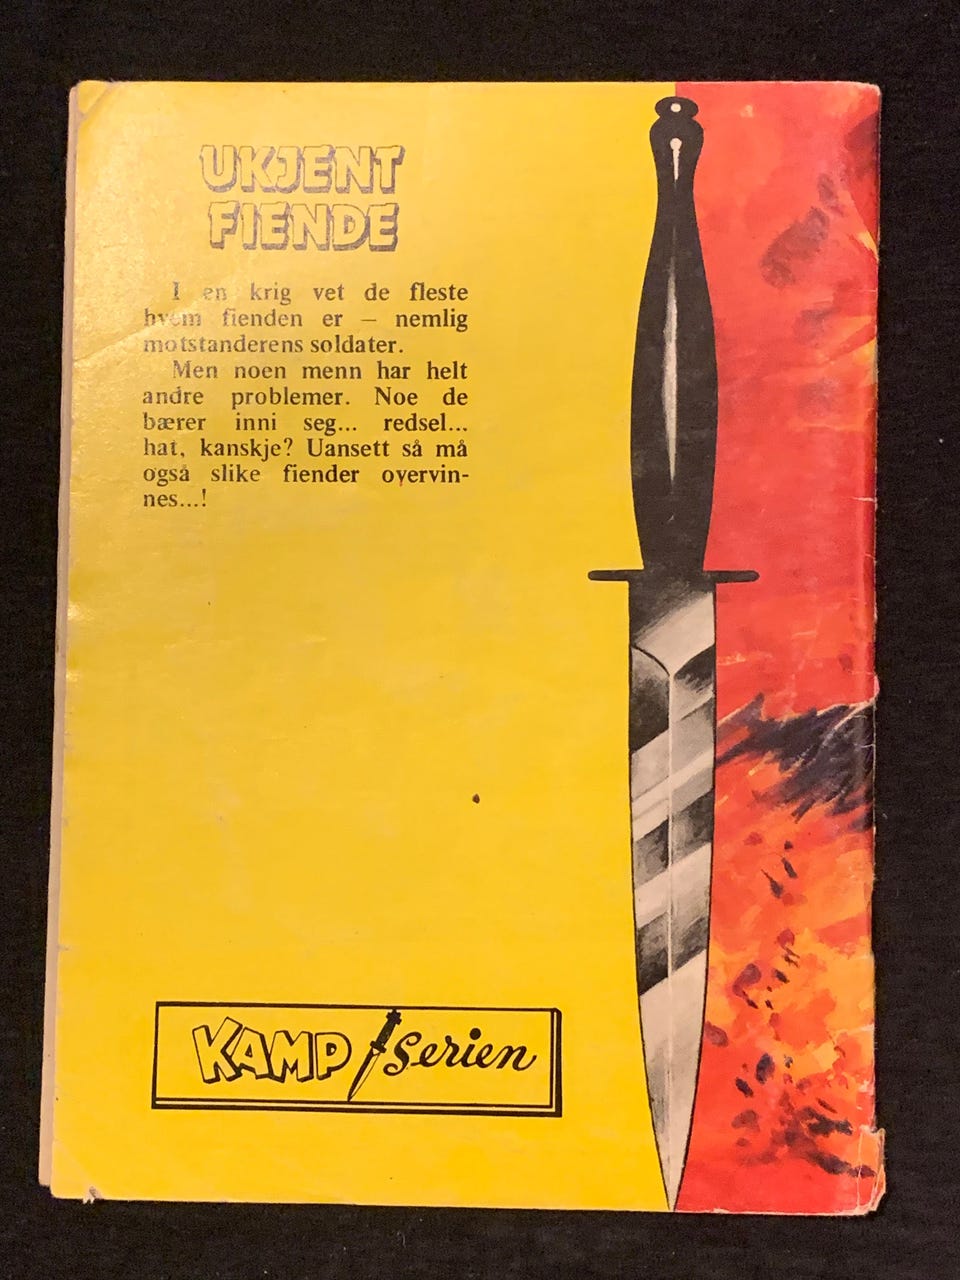 UKJENT
FIENDE
I en krig vet de fleste
hvem fienden er – nemlig
motstanderens soldater.
Men noen menn har helt
andre problemer. Noe de
bærer inni seg... redsel...
hat, kanskje? Uansett så må
også slike fiender overvin-
nes...!
KAMP serien